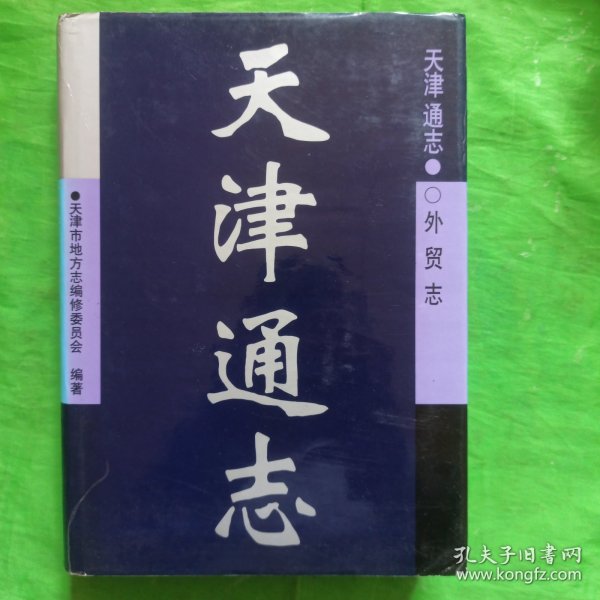 天津通志
天津通志●
○外贸志
●天津市地方志编修委员会 编著
孔夫子旧书网
www.kongfz.com